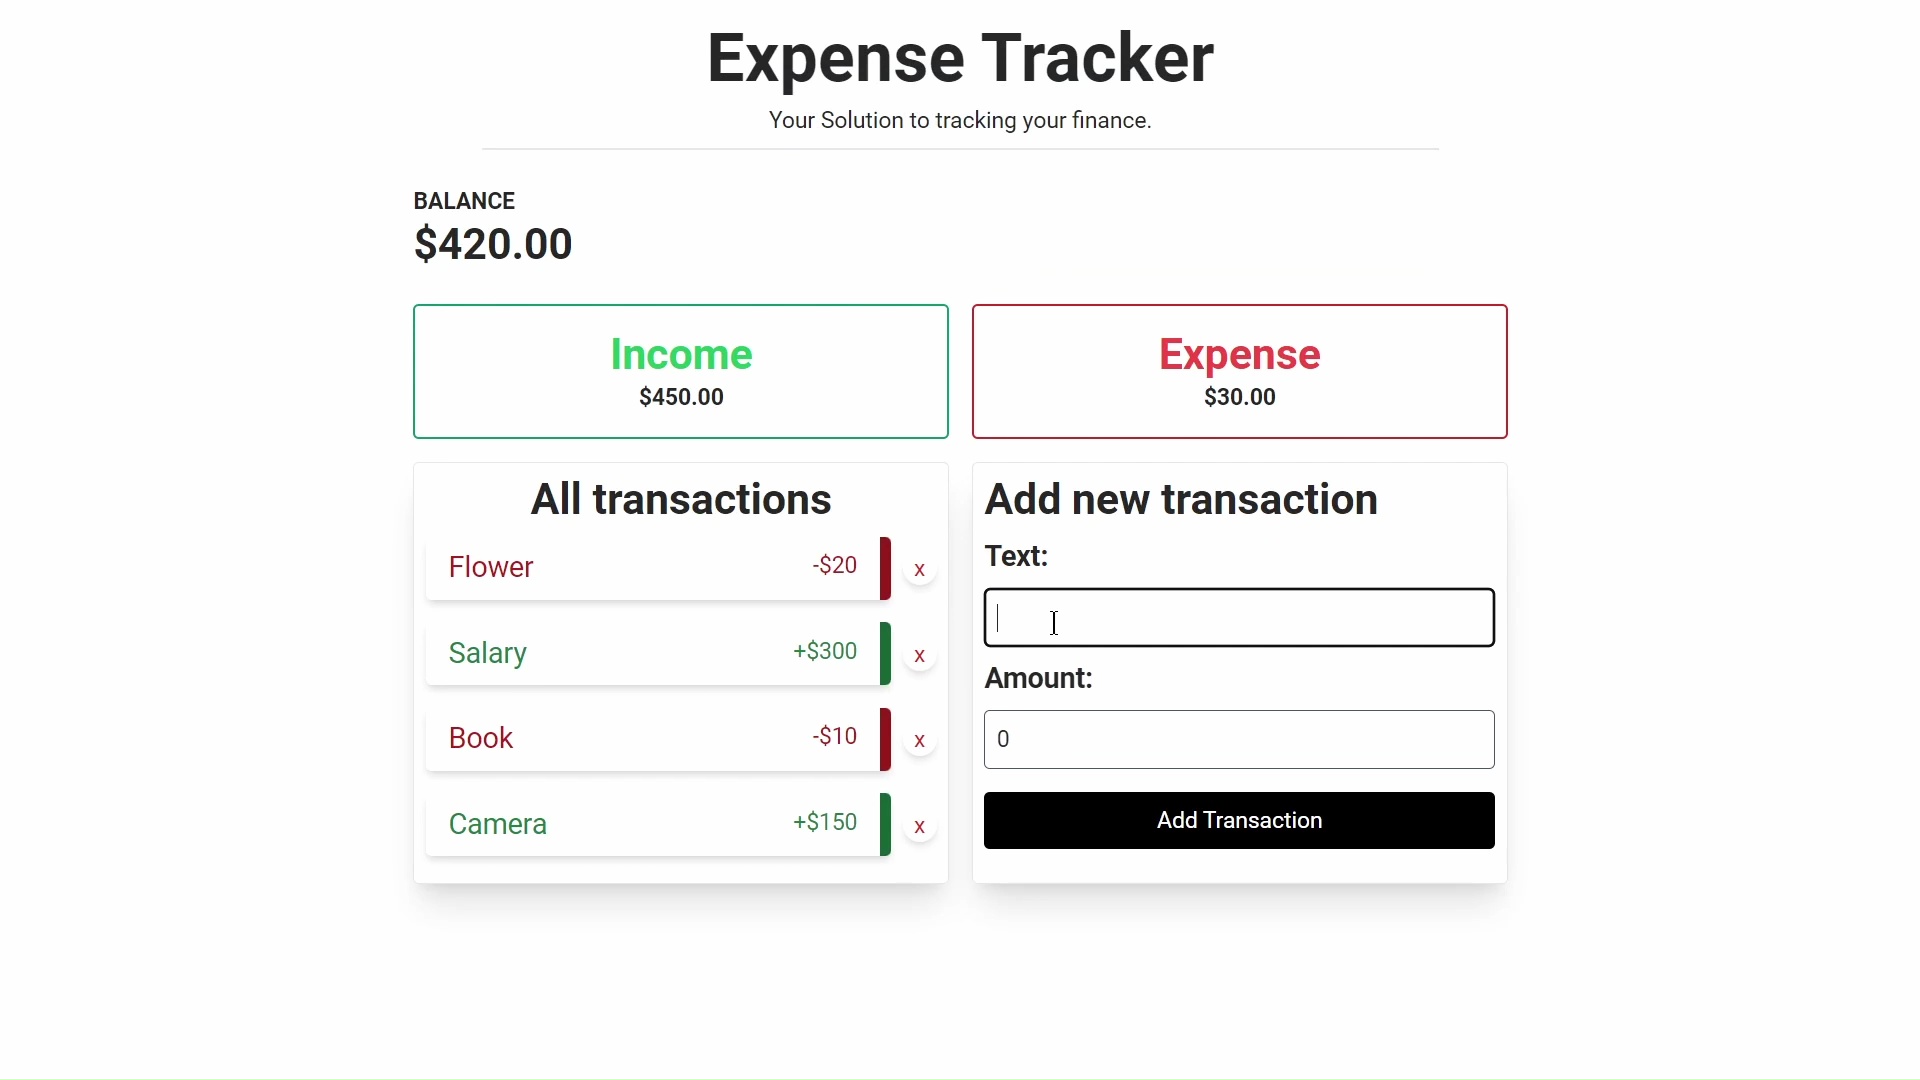 Expense Tracker
Your Solution to tracking your finance.
BALANCE
$420.00
Income
$450.00
Expense
$30.00
All transactions
Flower -$20 x
Salary +$300 x
Book -$10 x
Camera +$150 x
Add new transaction
Text:
Amount:
0
Add Transaction